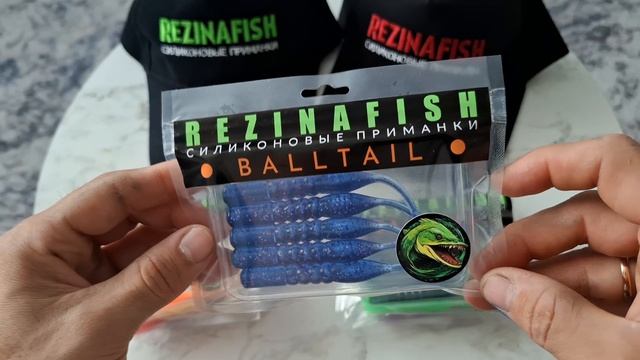 REZINAFISH
СИЛИКОНОВЫЕ ПРИМАНКИ
REZINAFISH
СИЛИКОНОВЫЕ ПРИМАНКИ
REZINAFISH
СИЛИКОНОВЫЕ ПРИМАНКИ
BALLTAIL